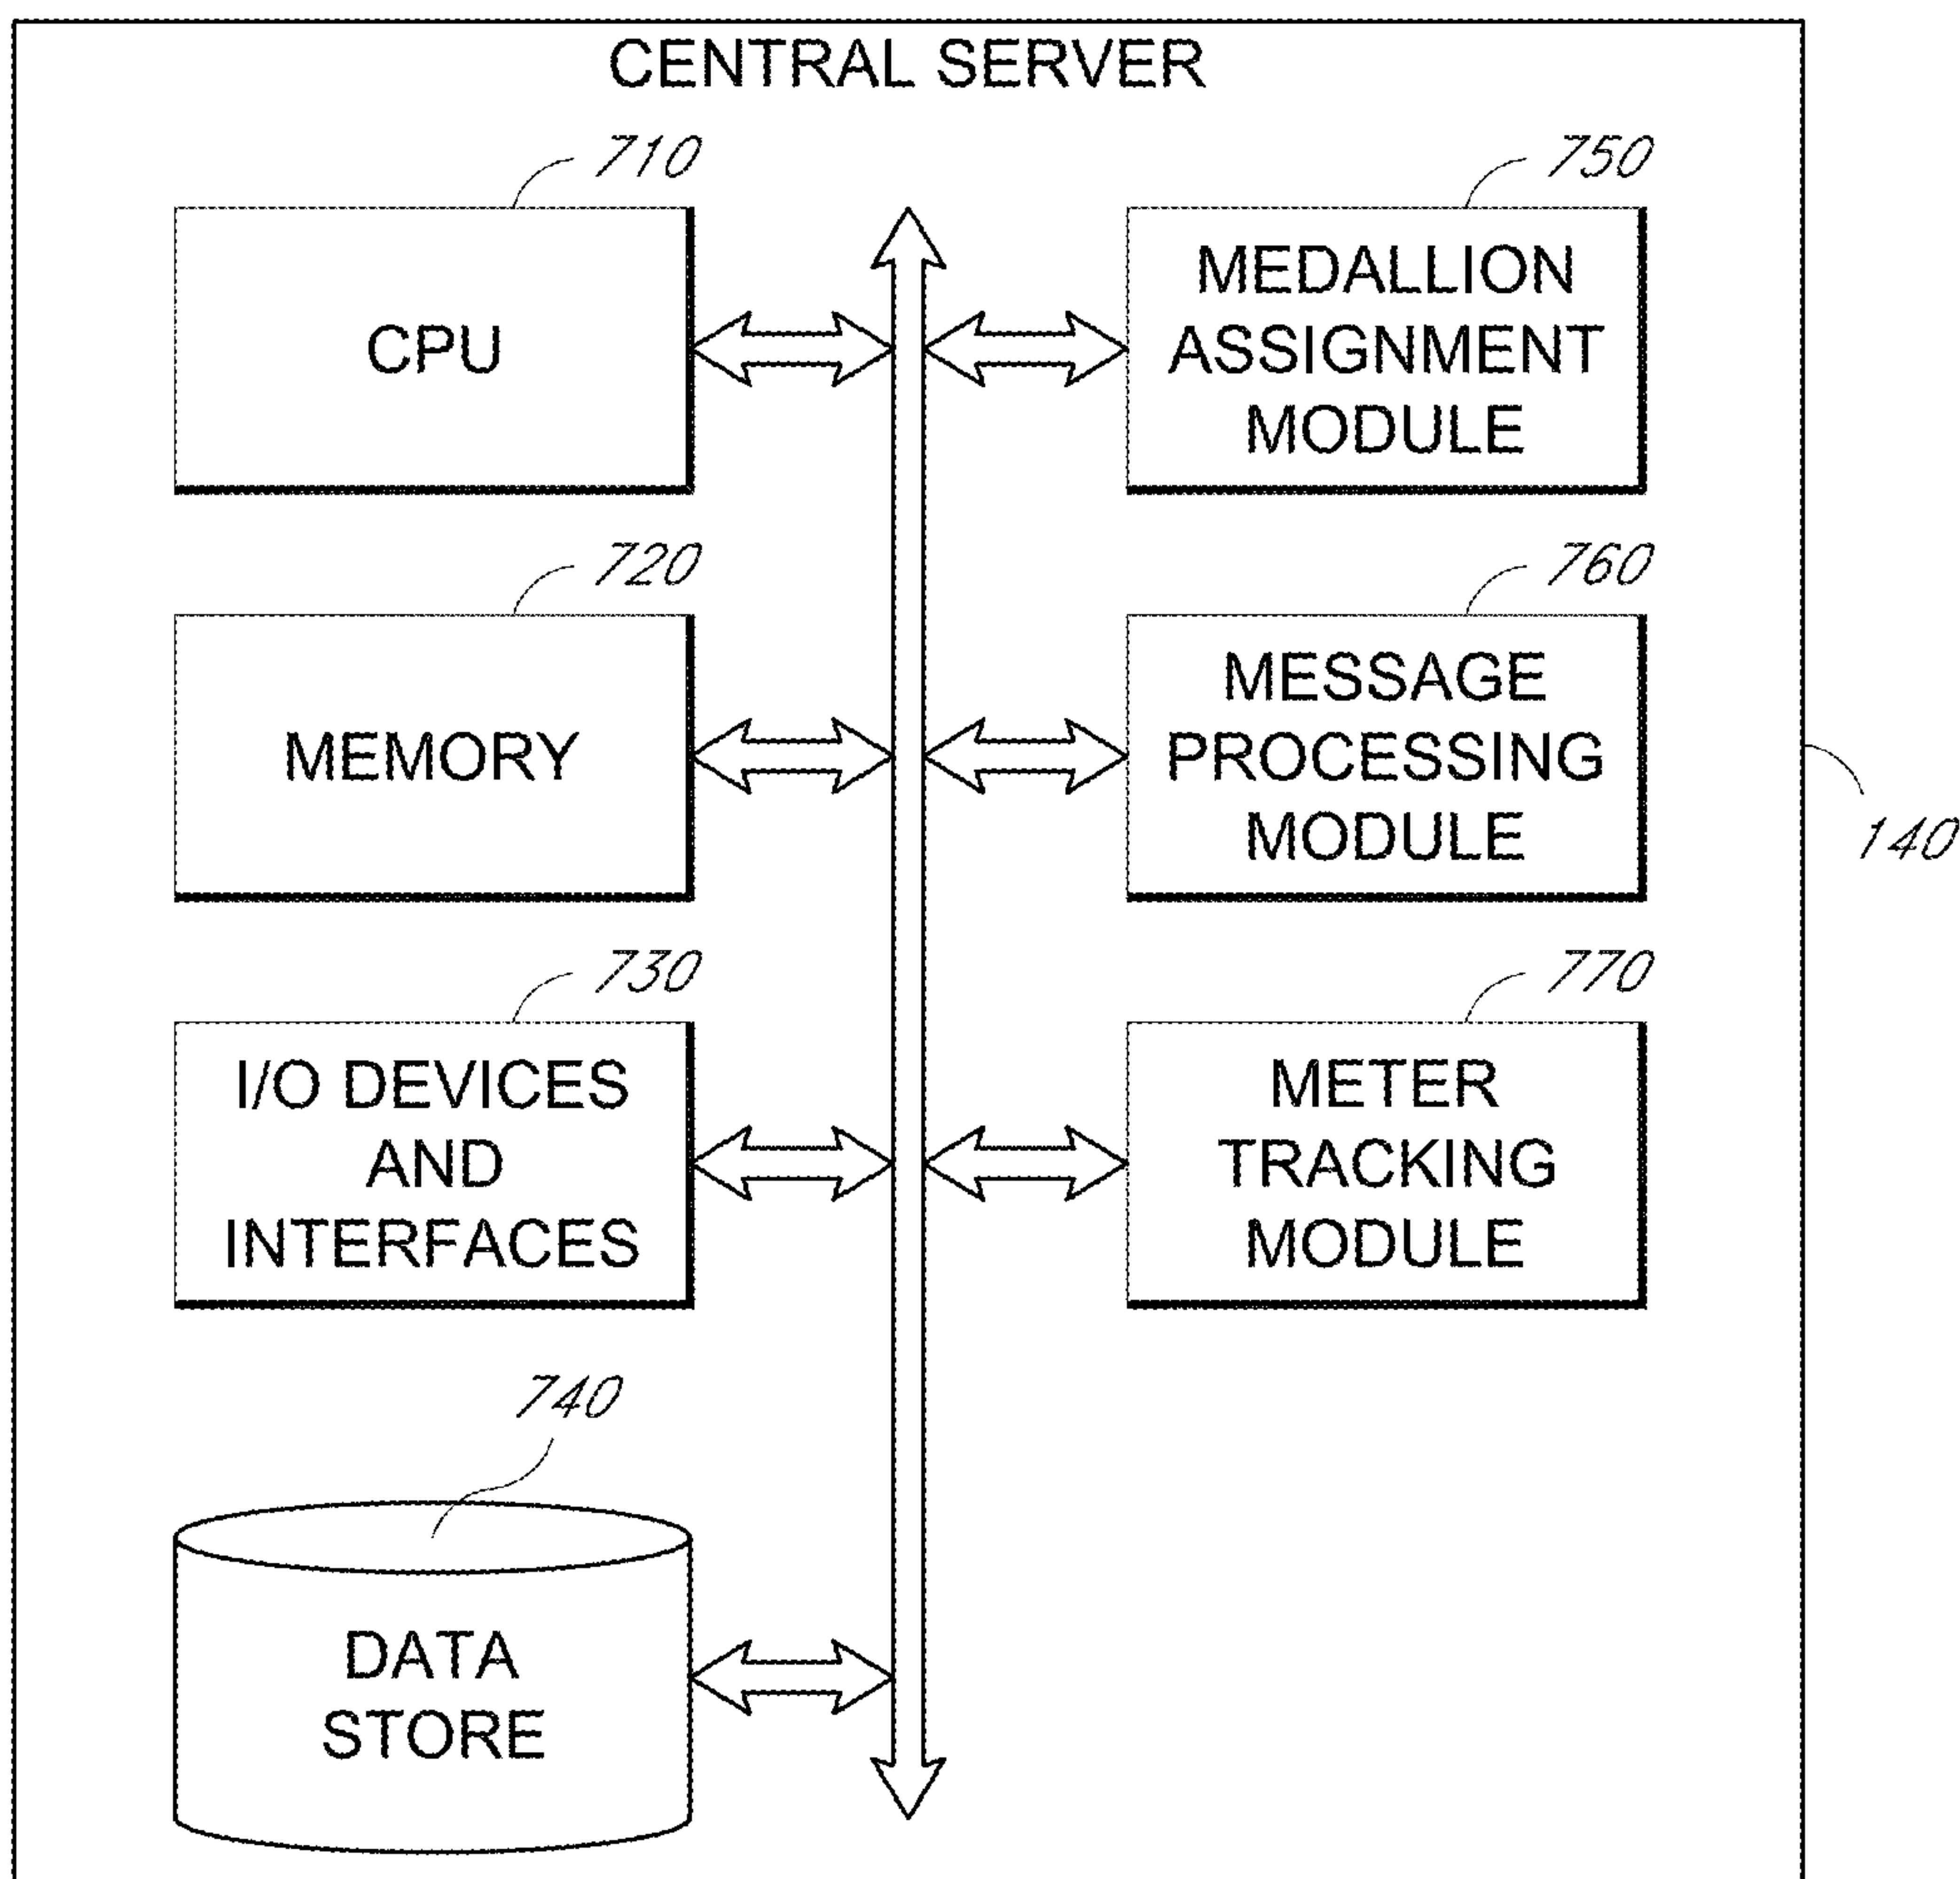 CENTRAL SERVER
710
CPU
750
MEDALLION
ASSIGNMENT
MODULE
720
MEMORY
760
MESSAGE
PROCESSING
MODULE
140
730
I/O DEVICES
AND
INTERFACES
770
METER
TRACKING
MODULE
740
DATA
STORE